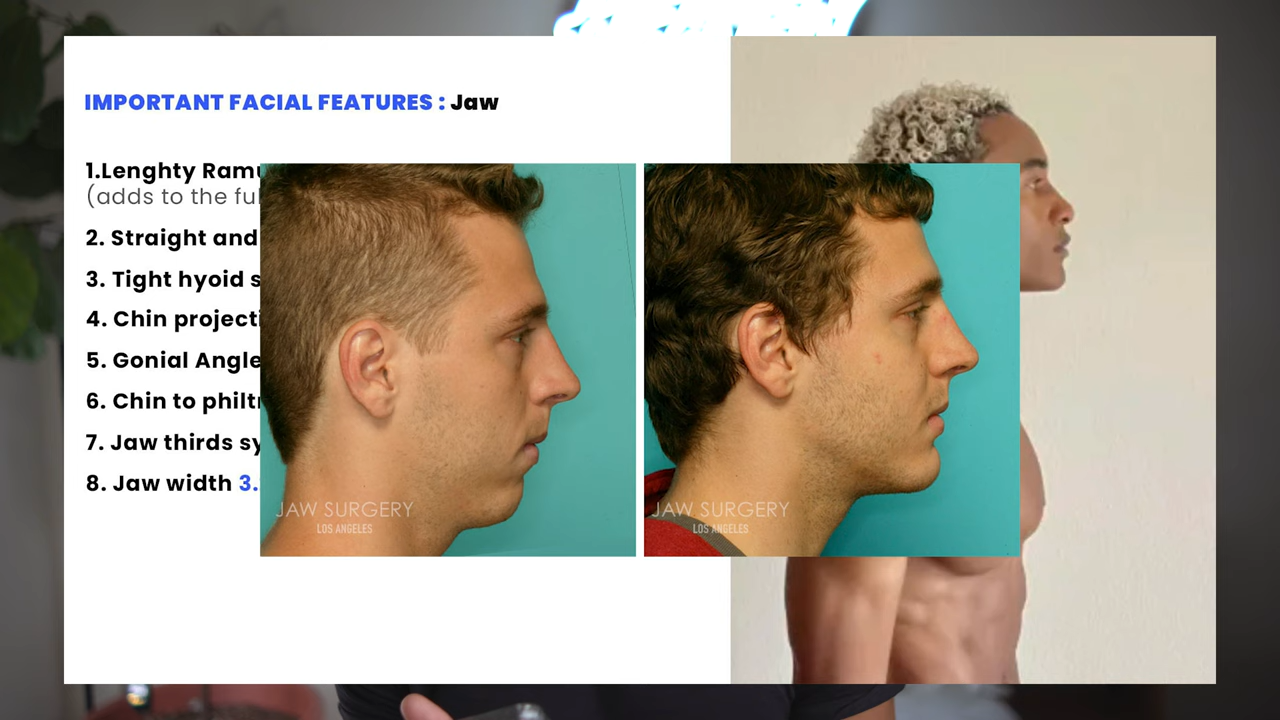 IMPORTANT FACIAL FEATURES : Jaw
1.Lenghty Ramu
(adds to the ful
2. Straight and
3. Tight hyoid s
4. Chin projecti
5. Gonial Angle
6. Chin to philtr
7. Jaw thirds sy
8. Jaw width 3.
JAW SURGERY
LOS ANGELES
JAW SURGERY
LOS ANGELES